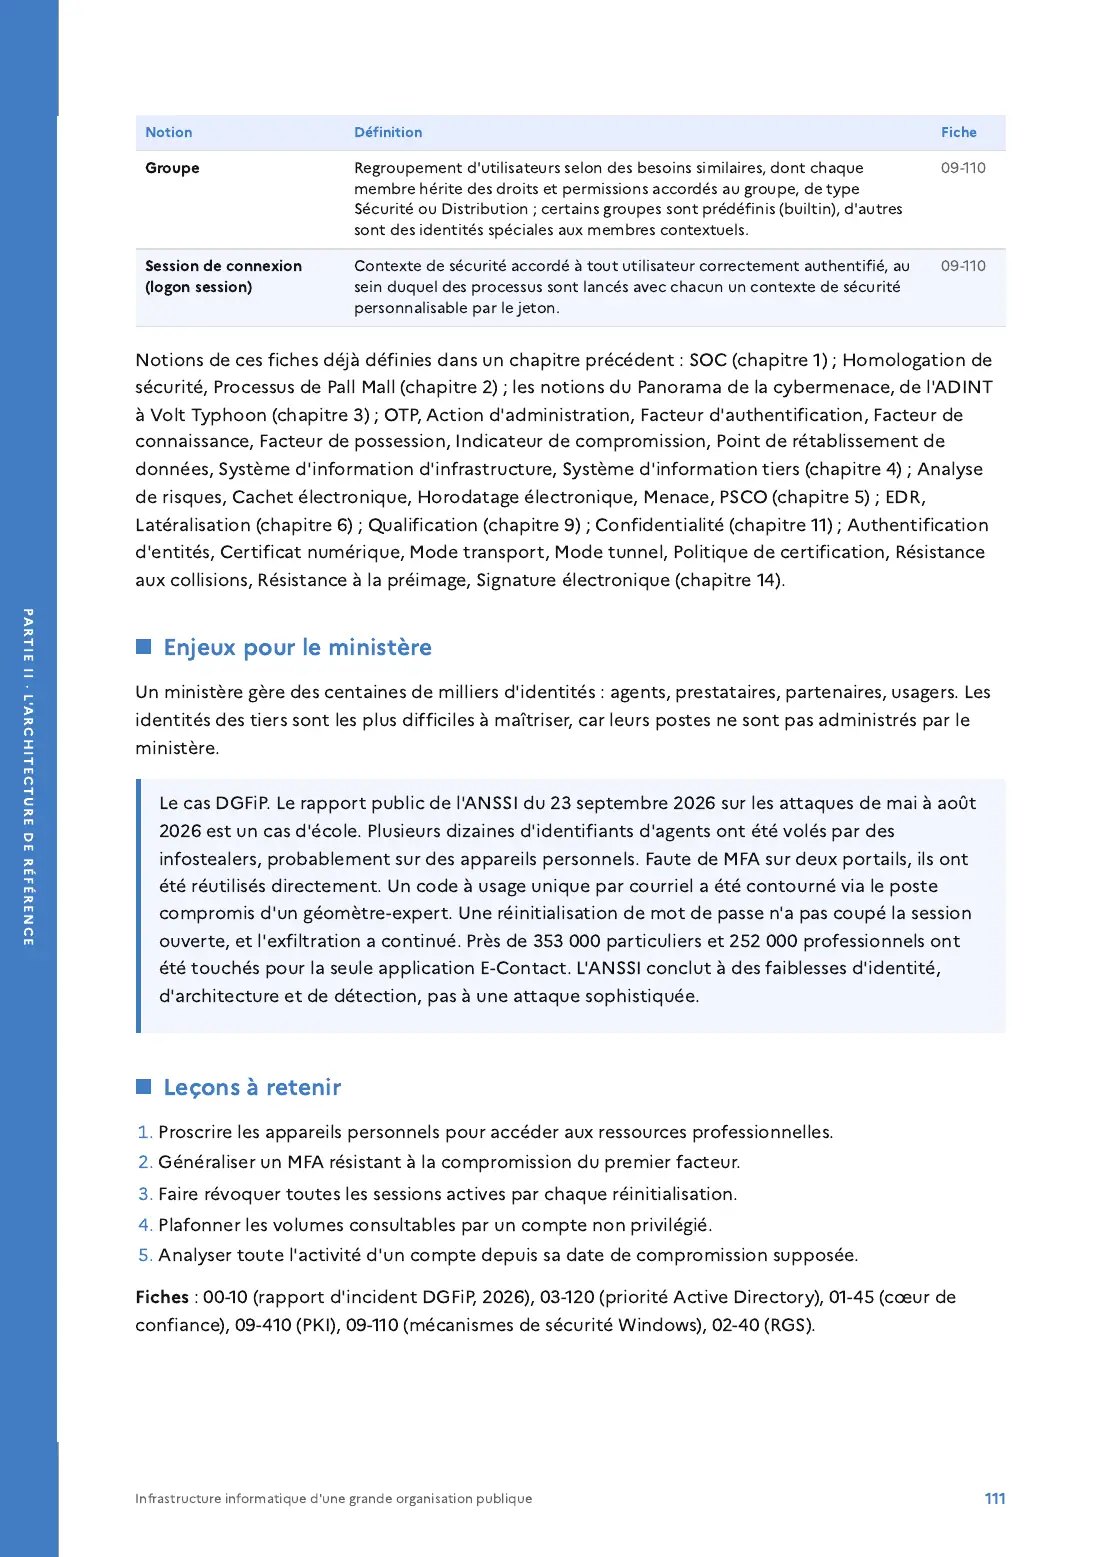 Notion Définition Fiche
Groupe Regroupement d'utilisateurs selon des besoins similaires, dont chaque 09-110
membre hérite des droits et permissions accordés au groupe, de type
Sécurité ou Distribution ; certains groupes sont prédéfinis (builtin), d'autres
sont des identités spéciales aux membres contextuels.
Session de connexion Contexte de sécurité accordé à tout utilisateur correctement authentifié, au 09-110
(logon session) sein duquel des processus sont lancés avec chacun un contexte de sécurité
personnalisable par le jeton.
Notions de ces fiches déjà définies dans un chapitre précédent : SOC (chapitre 1) ; Homologation de
sécurité, Processus de Pall Mall (chapitre 2) ; les notions du Panorama de la cybermenace, de l'ADINT
à Volt Typhoon (chapitre 3) ; OTP, Action d'administration, Facteur d'authentification, Facteur de
connaissance, Facteur de possession, Indicateur de compromission, Point de rétablissement de
données, Système d'information d'infrastructure, Système d'information tiers (chapitre 4) ; Analyse
de risques, Cachet électronique, Horodatage électronique, Menace, PSCO (chapitre 5) ; EDR,
Latéralisation (chapitre 6) ; Qualification (chapitre 9) ; Confidentialité (chapitre 11) ; Authentification
d'entités, Certificat numérique, Mode transport, Mode tunnel, Politique de certification, Résistance
aux collisions, Résistance à la préimage, Signature électronique (chapitre 14).
Enjeux pour le ministère
Un ministère gère des centaines de milliers d'identités : agents, prestataires, partenaires, usagers. Les
identités des tiers sont les plus difficiles à maîtriser, car leurs postes ne sont pas administrés par le
ministère.
Le cas DGFiP. Le rapport public de l'ANSSI du 23 septembre 2026 sur les attaques de mai à août
2026 est un cas d'école. Plusieurs dizaines d'identifiants d'agents ont été volés par des
infostealers, probablement sur des appareils personnels. Faute de MFA sur deux portails, ils ont
été réutilisés directement. Un code à usage unique par courriel a été contourné via le poste
compromis d'un géomètre-expert. Une réinitialisation de mot de passe n'a pas coupé la session
ouverte, et l'exfiltration a continué. Près de 353 000 particuliers et 252 000 professionnels ont
été touchés pour la seule application E-Contact. L'ANSSI conclut à des faiblesses d'identité,
d'architecture et de détection, pas à une attaque sophistiquée.
Leçons à retenir
1. Proscrire les appareils personnels pour accéder aux ressources professionnelles.
2. Généraliser un MFA résistant à la compromission du premier facteur.
3. Faire révoquer toutes les sessions actives par chaque réinitialisation.
4. Plafonner les volumes consultables par un compte non privilégié.
5. Analyser toute l'activité d'un compte depuis sa date de compromission supposée.
Fiches : 00-10 (rapport d'incident DGFiP, 2026), 03-120 (priorité Active Directory), 01-45 (cœur de
confiance), 09-410 (PKI), 09-110 (mécanismes de sécurité Windows), 02-40 (RGS).
PARTIE II · L'ARCHITECTURE DE RÉFÉRENCE
Infrastructure informatique d'une grande organisation publique 111